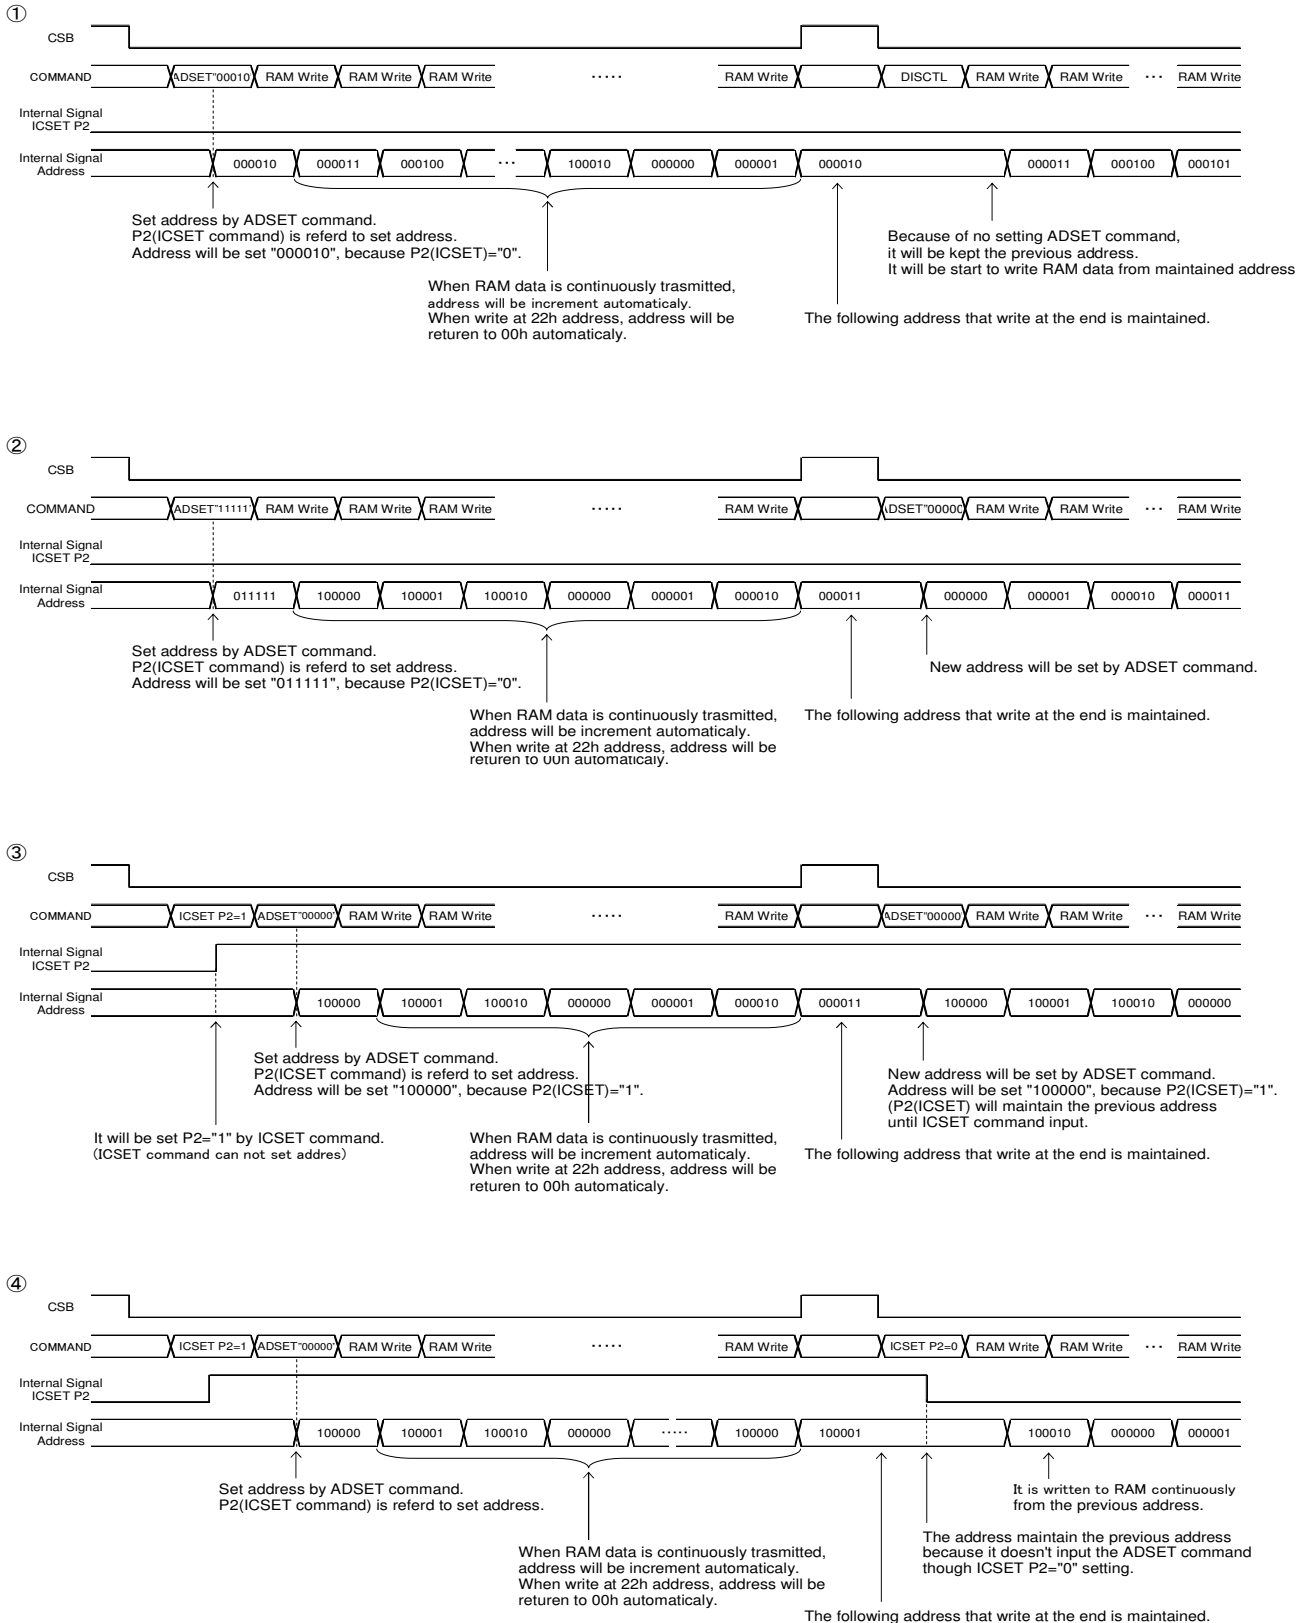 ①
CSB
COMMAND ADSET"00010 RAM Write RAM Write RAM Write ..... RAM Write DISCTL RAM Write RAM Write ... RAM Write
Internal Signal
ICSET P2
Internal Signal
Address
000010 000011 000100 ... 100010 000000 000001 000010 000011 000100 000101
Set address by ADSET command.
P2(ICSET command) is referd to set address.
Address will be set "000010", because P2(ICSET)="0".
When RAM data is continuously trasmitted,
address will be increment automaticaly.
When write at 22h address, address will be
returen to 00h automaticaly.
Because of no setting ADSET command,
it will be kept the previous address.
It will be start to write RAM data from maintained address
The following address that write at the end is maintained.
②
CSB
COMMAND ADSET"11111' RAM Write RAM Write RAM Write ..... RAM Write DSET"0000C RAM Write RAM Write ... RAM Write
Internal Signal
ICSET P2
Internal Signal
Address
011111 100000 100001 100010 000000 000001 000010 000011 000000 000001 000010 000011
Set address by ADSET command.
P2(ICSET command) is referd to set address.
Address will be set "011111", because P2(ICSET)="0".
New address will be set by ADSET command.
When RAM data is continuously trasmitted,
address will be increment automaticaly.
When write at 22h address, address will be
returen to 00h automaticaly.
The following address that write at the end is maintained.
③
CSB
COMMAND ICSET P2=1 ADSET"00000' RAM Write RAM Write ..... RAM Write ADSET"00000 RAM Write RAM Write ... RAM Write
Internal Signal
ICSET P2
Internal Signal
Address
100000 100001 100010 000000 000001 000010 000011 100000 100001 100010 000000
Set address by ADSET command.
P2(ICSET command) is referd to set address.
Address will be set "100000", because P2(ICSET)="1".
New address will be set by ADSET command.
Address will be set "100000", because P2(ICSET)="1".
(P2(ICSET) will maintain the previous address
until ICSET command input.
It will be set P2="1" by ICSET command.
(ICSET command can not set addres)
When RAM data is continuously trasmitted,
address will be increment automaticaly.
When write at 22h address, address will be
returen to 00h automaticaly.
The following address that write at the end is maintained.
④
CSB
COMMAND ICSET P2=1 ADSET"00000' RAM Write RAM Write ..... RAM Write ICSET P2=0 RAM Write RAM Write ... RAM Write
Internal Signal
ICSET P2
Internal Signal
Address
100000 100001 100010 000000 ..... 100000 100001 100010 000000 000001
Set address by ADSET command.
P2(ICSET command) is referd to set address.
It is written to RAM continuously
from the previous address.
The address maintain the previous address
because it doesn't input the ADSET command
though ICSET P2="0" setting.
When RAM data is continuously trasmitted,
address will be increment automaticaly.
When write at 22h address, address will be
returen to 00h automaticaly.
The following address that write at the end is maintained.